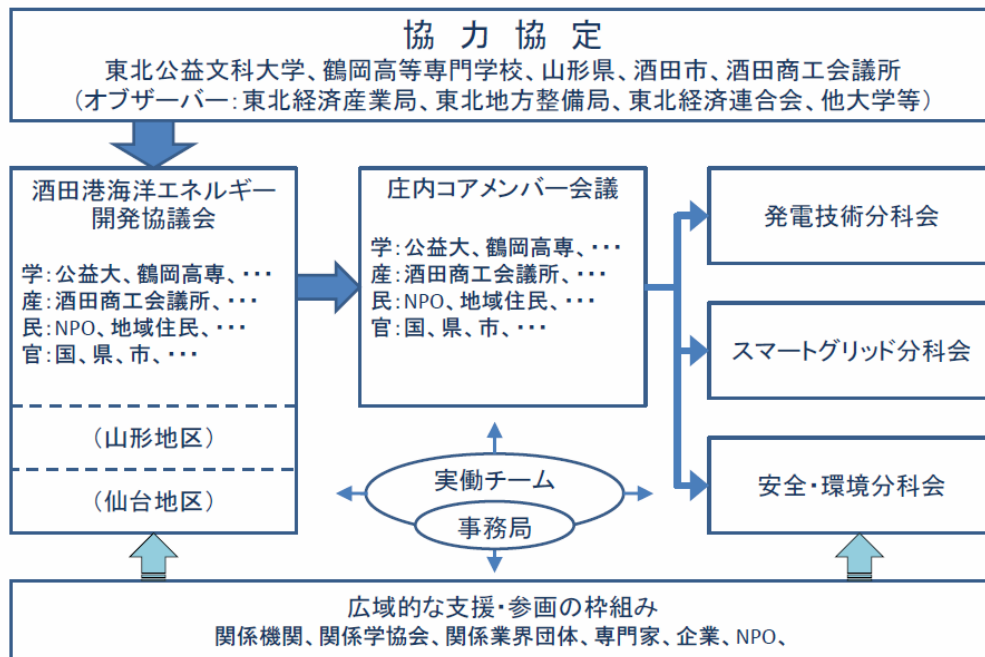 協 力 協 定
東北公益文科大学、鶴岡高等専門学校、山形県、酒田市、酒田商工会議所
（オブザーバー：東北経済産業局、東北地方整備局、東北経済連合会、他大学等）
酒田港海洋エネルギー
開発協議会
学：公益大、鶴岡高専、・・・
産：酒田商工会議所、・・・
民：NPO、地域住民、・・・
官：国、県、市、・・・
（山形地区）
（仙台地区）
庄内コアメンバー会議
学：公益大、鶴岡高専、・・・
産：酒田商工会議所、・・・
民：NPO、地域住民、・・・
官：国、県、市、・・・
発電技術分科会
スマートグリッド分科会
安全・環境分科会
実働チーム
事務局
広域的な支援・参画の枠組み
関係機関、関係学協会、関係業界団体、専門家、企業、NPO、